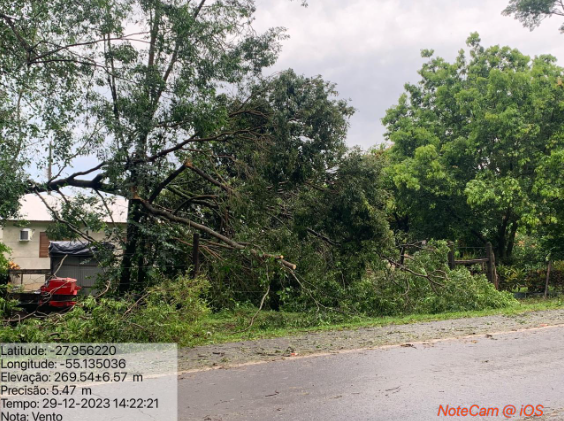 Latitude: -27.956220
Longitude: -55.135036
Elevação: 269.54±6.57 m
Precisão: 5.47 m
Tempo: 29-12-2023 14:22:21
Nota: Vento
NoteCam @ iOS